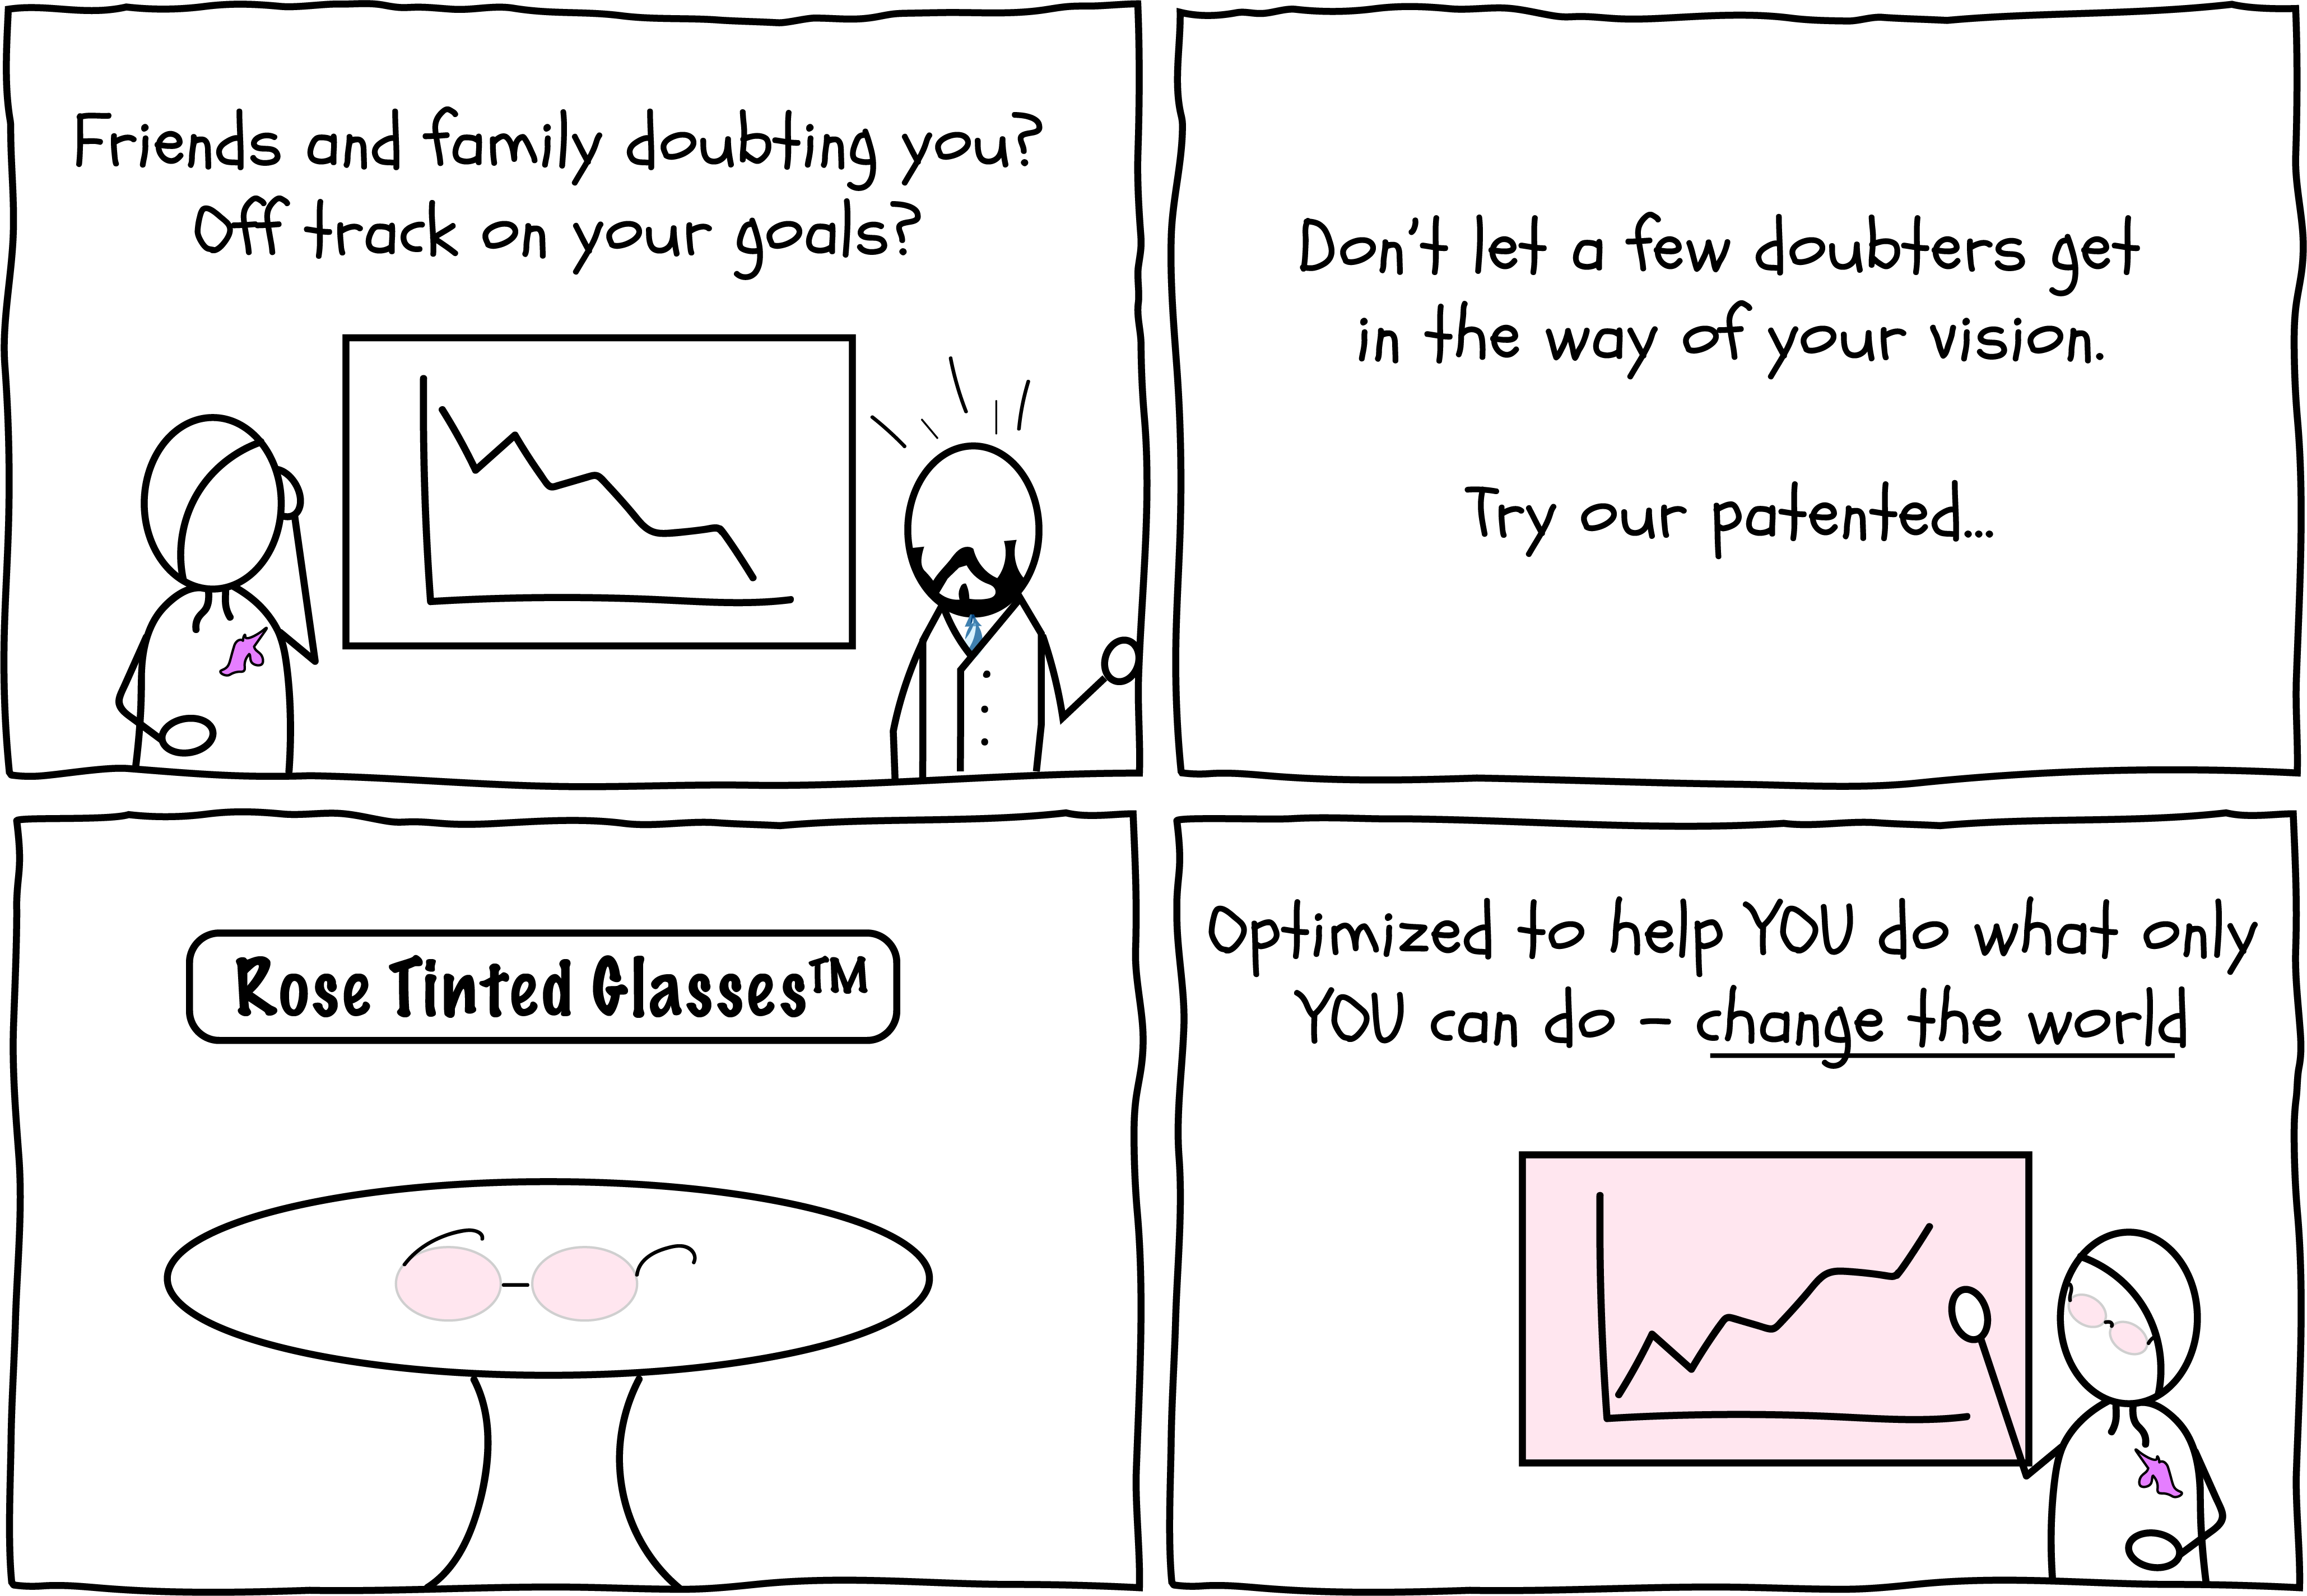 Friends and family doubting you?
Off track on your goals?
Don't let a few doubters get
in the way of your vision.
Try our patented...
Rose Tinted Glasses™
Optimized to help YOU do what only
YOU can do - change the world